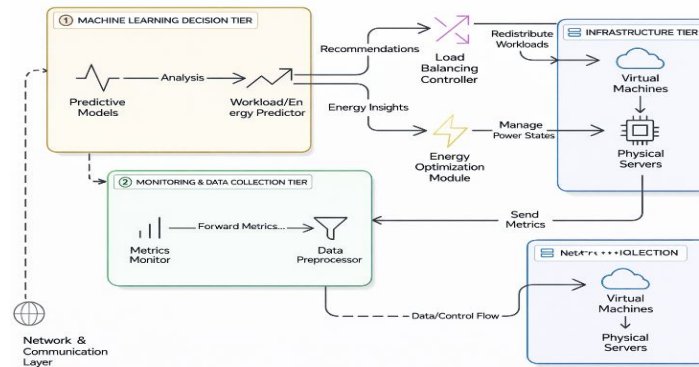 1 MACHINE LEARNING DECISION TIER
Predictive
Models
Analysis
Workload/En
ergy Predictor
Recommendations
Energy Insights
Load
Balancing
Controller
Energy
Optimization
Module
Redistribute
Workloads
Manage
Power States
INFRASTRUCTURE TIER
Virtual
Machines
Physical
Servers
2 MONITORING & DATA COLLECTION TIER
Metrics
Monitor
Forward Metrics...
Data
Preprocessor
Send
Metrics
Virtual
Machines
Physical
Servers
Data/Control Flow
Network &
Communication
Layer